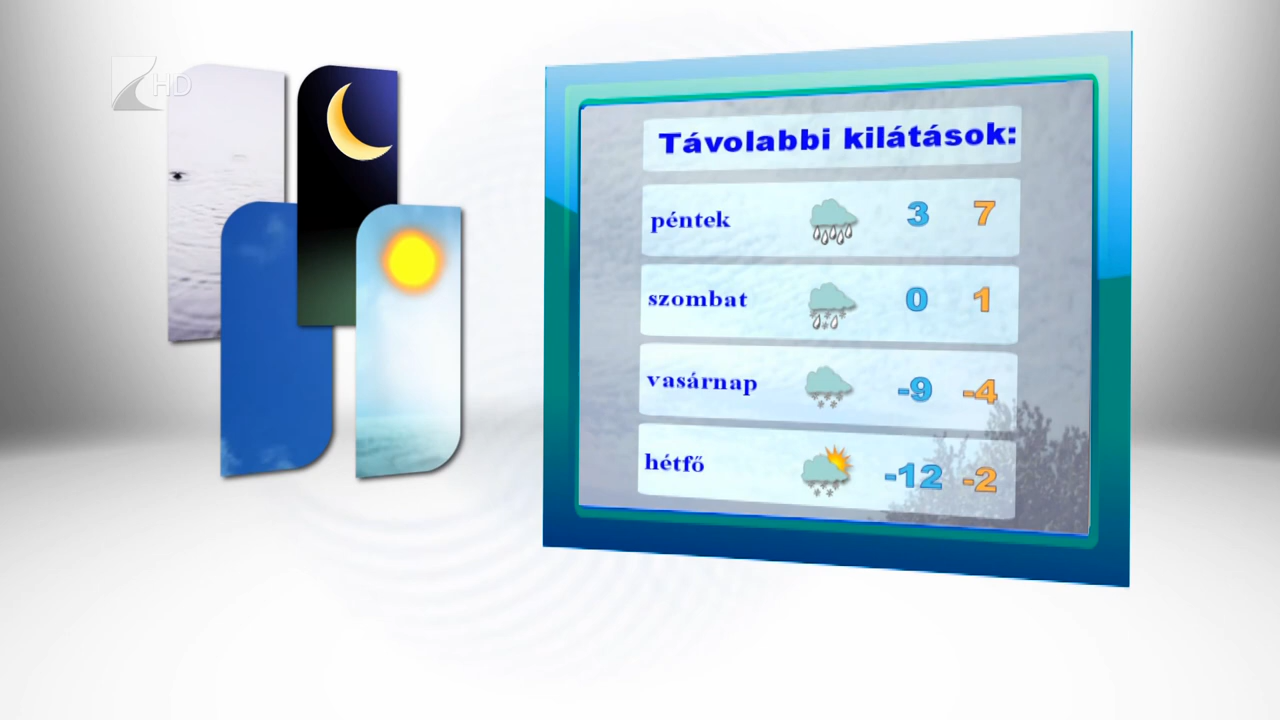 HD
Távolabbi kilátások:
péntek 3 7
szombat 0 1
vasárnap -9 -4
hétfő -12 -2